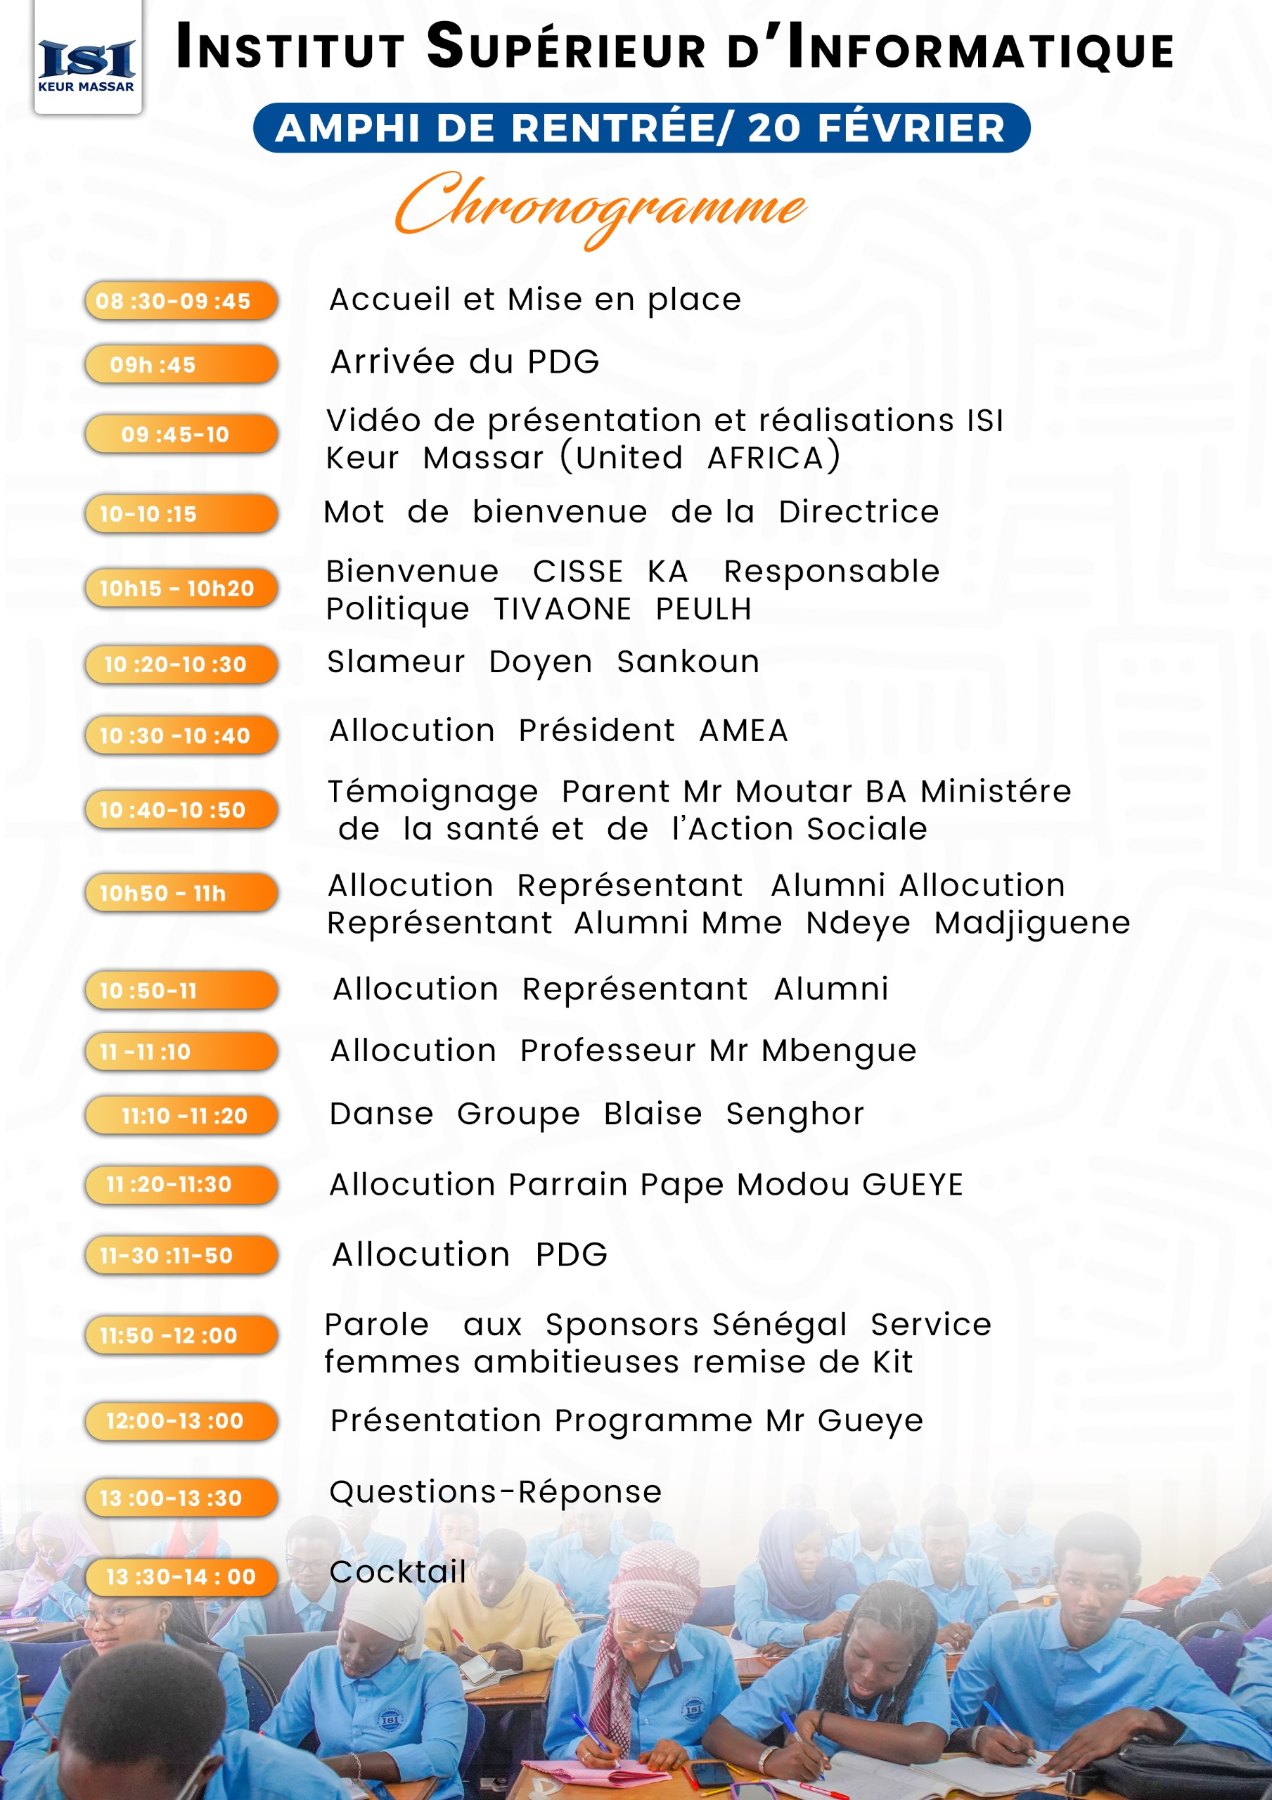 ISI
KEUR MASSAR
INSTITUT SUPÉRIEUR D'INFORMATIQUE
AMPHI DE RENTRÉE/ 20 FÉVRIER
Chronogramme
08 :30-09 :45 Accueil et Mise en place
09h :45 Arrivée du PDG
09 :45-10 Vidéo de présentation et réalisations ISI
Keur Massar (United AFRICA)
10-10 :15 Mot de bienvenue de la Directrice
10h15 - 10h20 Bienvenue CISSE KA Responsable
Politique TIVAONE PEULH
10 :20-10 :30 Slameur Doyen Sankoun
10 :30 -10 :40 Allocution Président AMEA
10 :40-10 :50 Témoignage Parent Mr Moutar BA Ministére
de la santé et de l'Action Sociale
10h50 - 11h Allocution Représentant Alumni Allocution
Représentant Alumni Mme Ndeye Madjiguene
10 :50-11 Allocution Représentant Alumni
11 -11 :10 Allocution Professeur Mr Mbengue
11:10 -11 :20 Danse Groupe Blaise Senghor
11 :20-11:30 Allocution Parrain Pape Modou GUEYE
11-30 :11-50 Allocution PDG
11:50 -12 :00 Parole aux Sponsors Sénégal Service
femmes ambitieuses remise de Kit
12:00-13 :00 Présentation Programme Mr Gueye
13 :00-13 :30 Questions-Réponse
13 :30-14 : 00 Cocktail
ISI
ISI